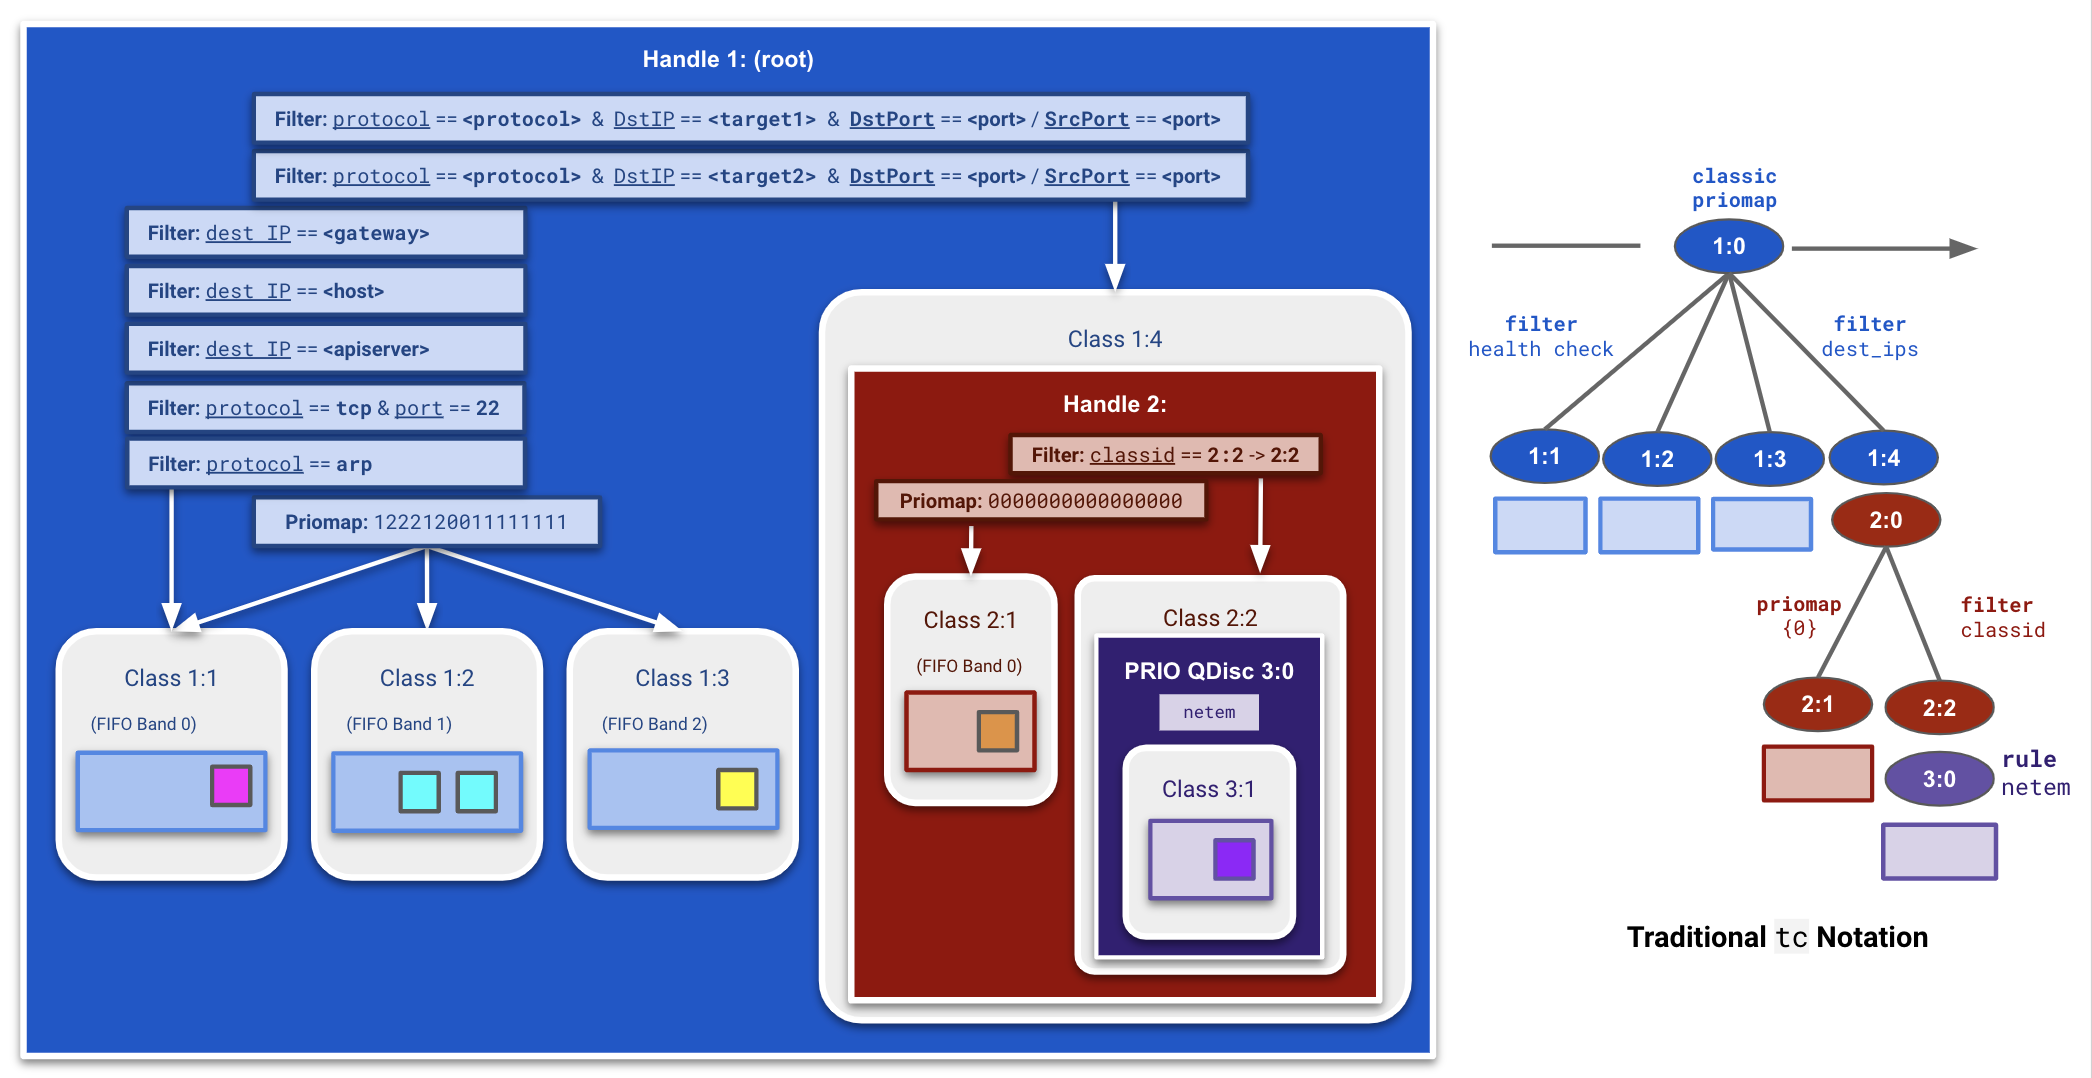 Handle 1: (root)
Filter: protocol == <protocol> & DstIP == <target1> & DstPort == <port> / SrcPort == <port>
Filter: protocol == <protocol> & DstIP == <target2> & DstPort == <port> / SrcPort == <port>
Filter: dest IP == <gateway>
Filter: dest IP == <host>
Filter: dest IP == <apiserver>
Filter: protocol == tcp & port == 22
Filter: protocol == arp
Priomap: 1222120011111111
Class 1:1
(FIFO Band 0)
Class 1:2
(FIFO Band 1)
Class 1:3
(FIFO Band 2)
Class 1:4
Handle 2:
Filter: classid == 2:2 -> 2:2
Priomap: 0000000000000000
Class 2:1
(FIFO Band 0)
Class 2:2
PRIO QDisc 3:0
netem
Class 3:1
classic
priomap
1:0
filter
health check
filter
dest_ips
1:1
1:2
1:3
1:4
2:0
priomap
{0}
filter
classid
2:1
2:2
3:0
rule
netem
Traditional tc Notation